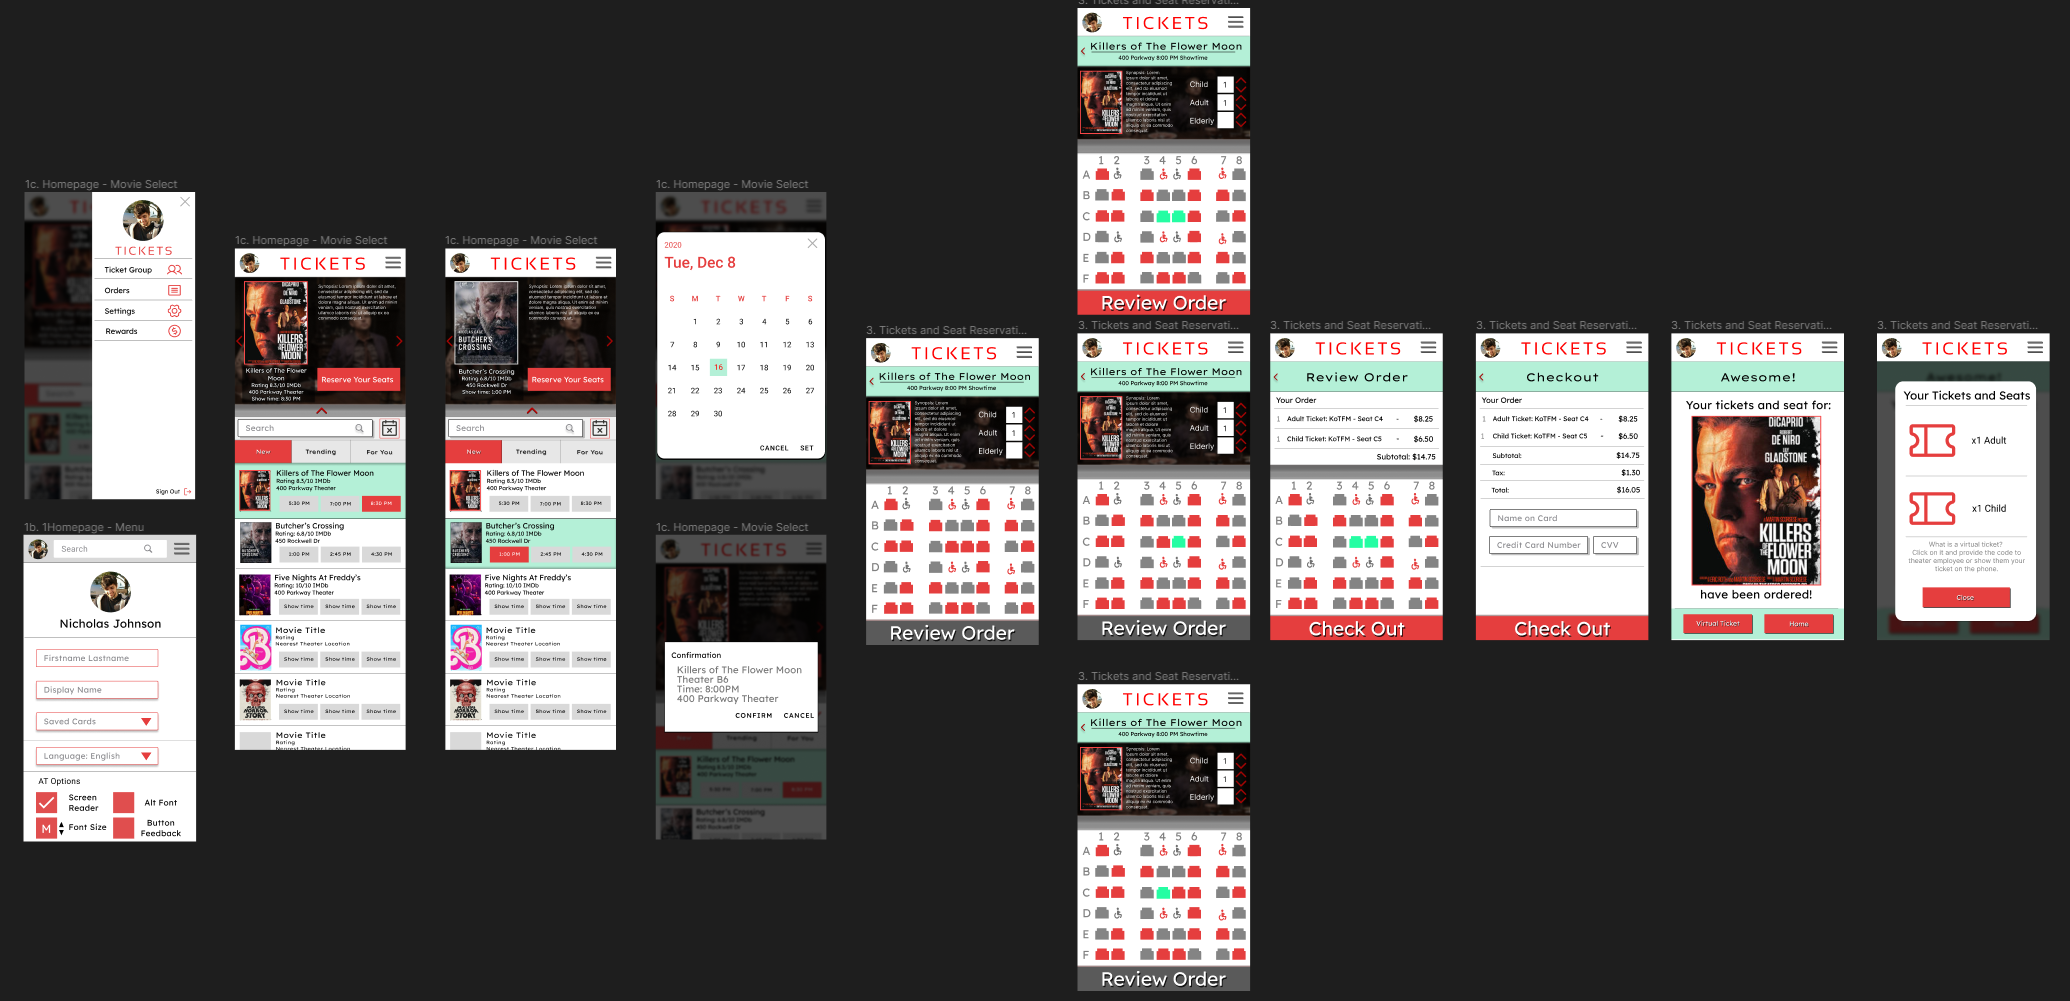 1c. Homepage - Movie Select
TICKETS
Ticket Group
Orders
Settings
Rewards
Sign Out
1b. 1Homepage - Menu
Search
Nicholas Johnson
Firstname Lastname
Display Name
Saved Cards
Language: English
AT Options
Screen Reader
Alt Font
M
Font Size
Button Feedback
1c. Homepage - Movie Select
TICKETS
Killers of The Flower Moon
Rating 8.3/10 IMDb
400 Parkway Theater
Show time: 8:30 PM
Reserve Your Seats
Search
New
Trending
For You
Killers of The Flower Moon
Rating 8.3/10 IMDb
400 Parkway Theater
5:30 PM
7:00 PM
8:30 PM
Butcher's Crossing
Rating: 6.8/10 IMDb
450 Rockwell Dr
1:00 PM
2:45 PM
4:30 PM
Five Nights At Freddy's
Rating: 10/10 IMDb
400 Parkway Theater
Show time
Show time
Show time
Movie Title
Rating
Nearest Theater Location
Show time
Show time
Show time
Movie Title
Rating
Nearest Theater Location
Show time
Show time
Show time
Movie Title
Rating
1c. Homepage - Movie Select
TICKETS
BUTCHER'S CROSSING
Butcher's Crossing
Rating 6.8/10 IMDb
450 Rockwell Dr
Show time: 1:00 PM
Reserve Your Seats
Search
New
Trending
For You
Killers of The Flower Moon
Rating 8.3/10 IMDb
400 Parkway Theater
5:30 PM
7:00 PM
8:30 PM
Butcher's Crossing
Rating: 6.8/10 IMDb
450 Rockwell Dr
1:00 PM
2:45 PM
4:30 PM
Five Nights At Freddy's
Rating: 10/10 IMDb
400 Parkway Theater
Show time
Show time
Show time
Movie Title
Rating
Nearest Theater Location
Show time
Show time
Show time
Movie Title
Rating
Nearest Theater Location
Show time
Show time
Show time
Movie Title
Rating
1c. Homepage - Movie Select
TICKETS
2020
Tue, Dec 8
S M T W T F S
1 2 3 4 5 6
7 8 9 10 11 12 13
14 15 16 17 18 19 20
21 22 23 24 25 26 27
28 29 30
CANCEL SET
1c. Homepage - Movie Select
TICKETS
Confirmation
Killers of The Flower Moon
Theater B6
Time: 8:00PM
400 Parkway Theater
CONFIRM CANCEL
3. Tickets and Seat Reservati...
TICKETS
Killers of The Flower Moon
400 Parkway 8:00 PM Showtime
Child 1
Adult 1
Elderly
1 2 3 4 5 6 7 8
A
B
C
D
E
F
Review Order
3. Tickets and Seat Reservati...
TICKETS
Killers of The Flower Moon
400 Parkway 8:00 PM Showtime
Child 1
Adult 1
Elderly
1 2 3 4 5 6 7 8
A
B
C
D
E
F
Review Order
3. Tickets and Seat Reservati...
TICKETS
Killers of The Flower Moon
400 Parkway 8:00 PM Showtime
Child 1
Adult 1
Elderly
1 2 3 4 5 6 7 8
A
B
C
D
E
F
Review Order
3. Tickets and Seat Reservati...
TICKETS
Killers of The Flower Moon
400 Parkway 8:00 PM Showtime
Child 1
Adult 1
Elderly
1 2 3 4 5 6 7 8
A
B
C
D
E
F
Review Order
3. Tickets and Seat Reservati...
TICKETS
Review Order
Your Order
1 Adult Ticket: KoTFM - Seat C4 - $8.25
1 Child Ticket: KoTFM - Seat C5 - $6.50
Subtotal: $14.75
1 2 3 4 5 6 7 8
A
B
C
D
E
F
Check Out
3. Tickets and Seat Reservati...
TICKETS
Checkout
Your Order
1 Adult Ticket: KoTFM - Seat C4 - $8.25
1 Child Ticket: KoTFM - Seat C5 - $6.50
Subtotal: $14.75
Tax: $1.30
Total: $16.05
Name on Card
Credit Card Number
CVV
Check Out
3. Tickets and Seat Reservati...
TICKETS
Awesome!
Your tickets and seat for:
DICAPRIO
DE NIRO
GLADSTONE
KILLERS OF THE FLOWER MOON
have been ordered!
Virtual Ticket
Home
3. Tickets and Seat Reservati...
TICKETS
Awesome!
Your Tickets and Seats
x1 Adult
x1 Child
What is a virtual ticket?
Click on it and provide the code to
theater employee or show them your
ticket on the phone.
Close